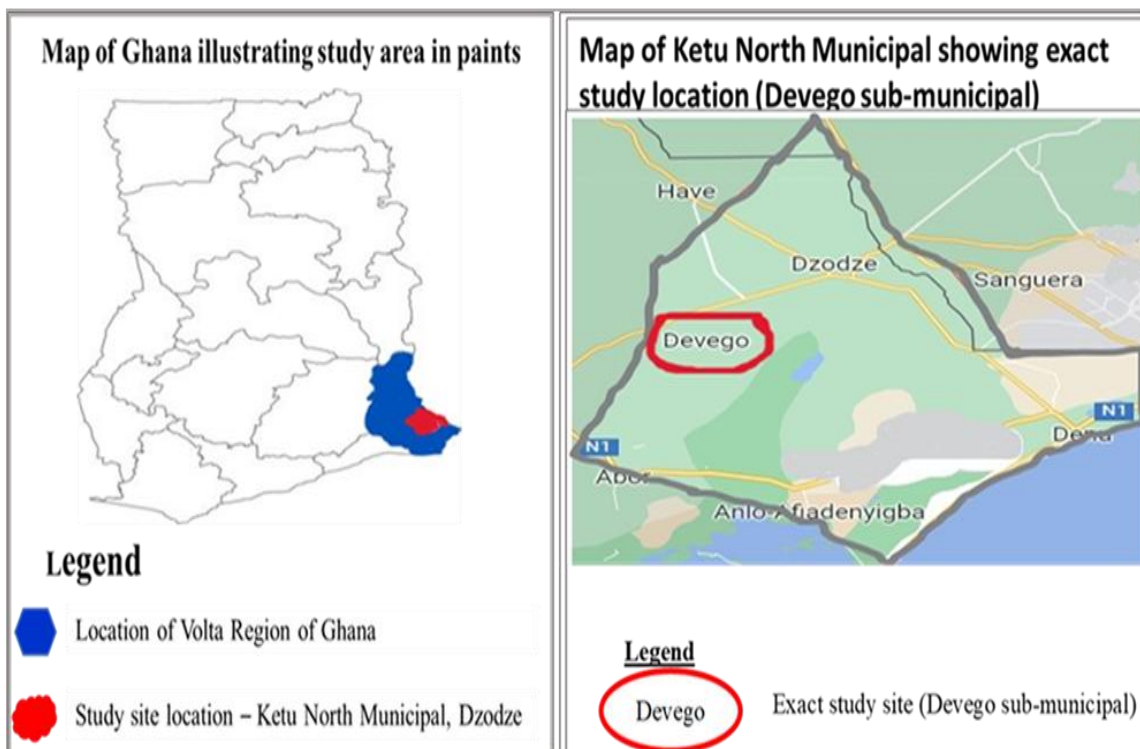 Map of Ghana illustrating study area in paints
Legend
Location of Volta Region of Ghana
Study site location – Ketu North Municipal, Dzodze
Map of Ketu North Municipal showing exact
study location (Devego sub-municipal)
Have
Dzodze
Sanguera
Devego
N1
N1
Denu
Abor
Anlo-Afiadenyigba
Legend
Devego
Exact study site (Devego sub-municipal)